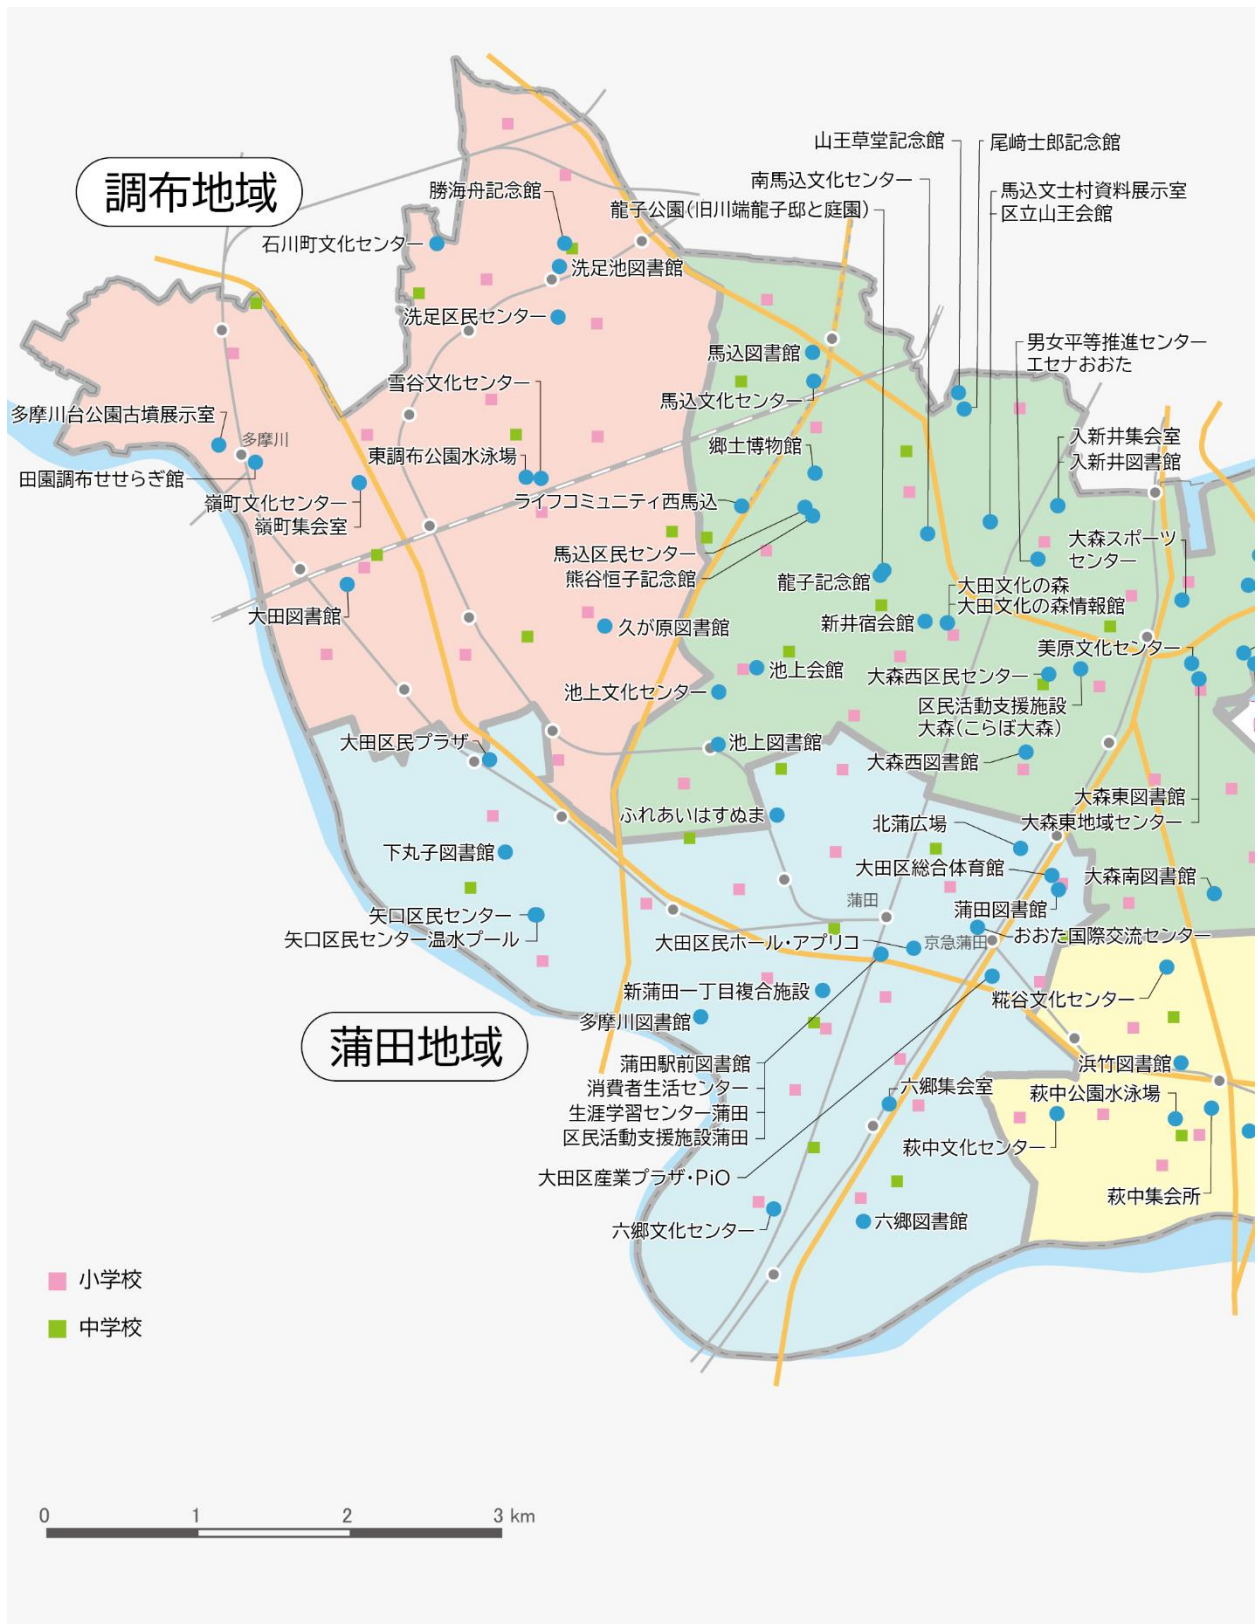 調布地域
山王草堂記念館
尾﨑士郎記念館
南馬込文化センター
勝海舟記念館
馬込文士村資料展示室
区立山王会館
龍子公園(旧川端龍子邸と庭園)
石川町文化センター
洗足池図書館
洗足区民センター
馬込図書館
男女平等推進センター
エセナおおた
雪谷文化センター
馬込文化センター
多摩川台公園古墳展示室
多摩川
東調布公園水泳場
郷土博物館
入新井集会室
入新井図書館
田園調布せせらぎ館
嶺町文化センター
嶺町集会室
ライフコミュニティ西馬込
馬込区民センター
熊谷恒子記念館
大森スポーツ
センター
大田図書館
龍子記念館
大田文化の森
大田文化の森情報館
久が原図書館
新井宿会館
美原文化センター
池上会館
大森西区民センター
池上文化センター
区民活動支援施設
大森(こらぼ大森)
大田区民プラザ
池上図書館
大森西図書館
大森東図書館
大森東地域センター
ふれあいはすぬま
北蒲広場
下丸子図書館
大田区総合体育館
大森南図書館
蒲田
蒲田図書館
矢口区民センター
矢口区民センター温水プール
大田区民ホール・アプリコ
京急蒲田
おおた国際交流センター
新蒲田一丁目複合施設
糀谷文化センター
多摩川図書館
蒲田地域
蒲田駅前図書館
消費者生活センター
生涯学習センター蒲田
区民活動支援施設蒲田
六郷集会室
浜竹図書館
萩中公園水泳場
萩中文化センター
大田区産業プラザ・PiO
萩中集会所
六郷文化センター
六郷図書館
小学校
中学校
0 1 2 3 km